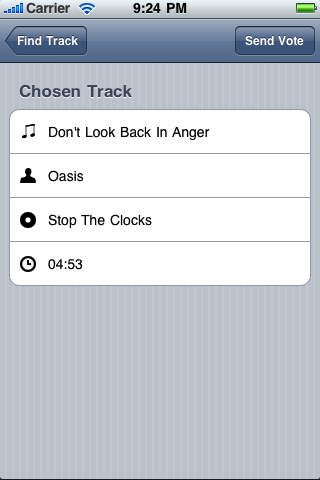 Carrier 9:24 PM
Find Track Send Vote
Chosen Track
Don't Look Back In Anger
Oasis
Stop The Clocks
04:53